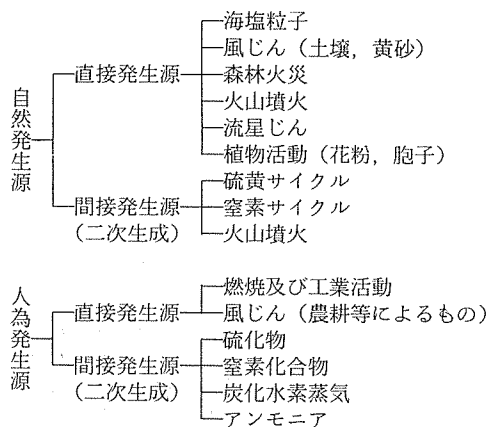 自然発生源
直接発生源
海塩粒子
風じん（土壌，黄砂）
森林火災
火山墳火
流星じん
植物活動（花粉，胞子）
間接発生源
（二次生成）
硫黄サイクル
窒素サイクル
火山墳火
人為発生源
直接発生源
燃焼及び工業活動
風じん（農耕等によるもの）
間接発生源
（二次生成）
硫化物
窒素化合物
炭化水素蒸気
アンモニア